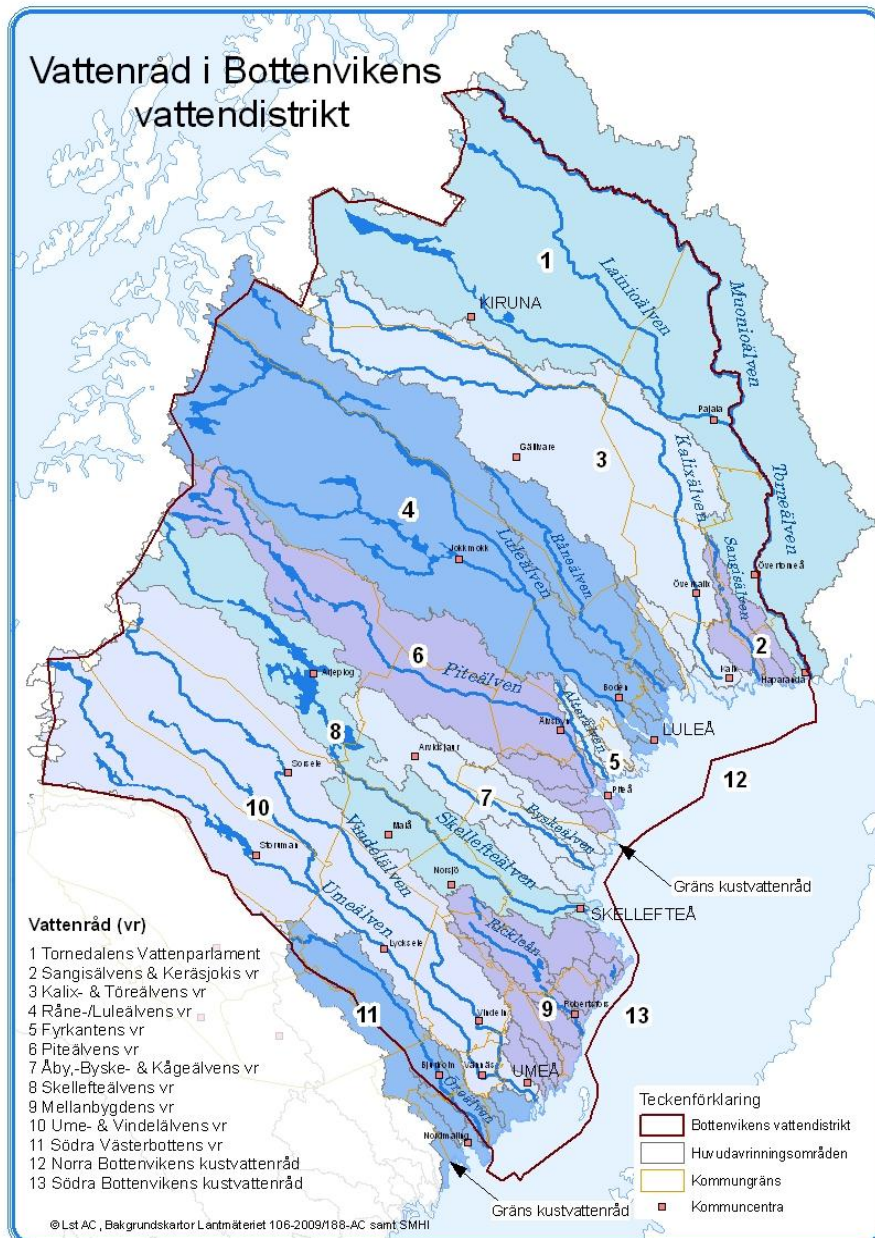 Vattenråd i Bottenvikens
vattendistrikt
1
Lainioälven
Muonioälven
KIRUNA
Pajala
Gällivare
3
Kalixälven
Torneälven
4
Jokkmokk
Luleälven
Råneälven
Sangisälven
Övertorneå
Överkalix
2
6
Piteälven
Kalix
Haparanda
Arjeplog
Boden
Älvsbyn
Alterälven
LULEÅ
8
5
12
Arvidsjaur
Piteå
Sorsele
7
Byskeälven
10
Vindelälven
Malå
Skellefteälven
Storuman
Norsjö
Gräns kustvattenråd
SKELLEFTEÅ
Umeälven
Rickleån
Lycksele
9
Robertsfors
13
11
Vindeln
Bjurholm
Vännäs
UMEÅ
Öreälven
Nordmaling
Gräns kustvattenråd
Vattenråd (vr)
1 Tornedalens Vattenparlament
2 Sangisälvens & Keräsjokis vr
3 Kalix- & Töreälvens vr
4 Råne-/Luleälvens vr
5 Fyrkantens vr
6 Piteälvens vr
7 Åby,-Byske- & Kågeälvens vr
8 Skellefteälvens vr
9 Mellanbygdens vr
10 Ume- & Vindelälvens vr
11 Södra Västerbottens vr
12 Norra Bottenvikens kustvattenråd
13 Södra Bottenvikens kustvattenråd
Teckenförklaring
Bottenvikens vattendistrikt
Huvudavrinningsområden
Kommungräns
Kommuncentra
© Lst AC, Bakgrundskartor Lantmäteriet 106-2009/188-AC samt SMHI